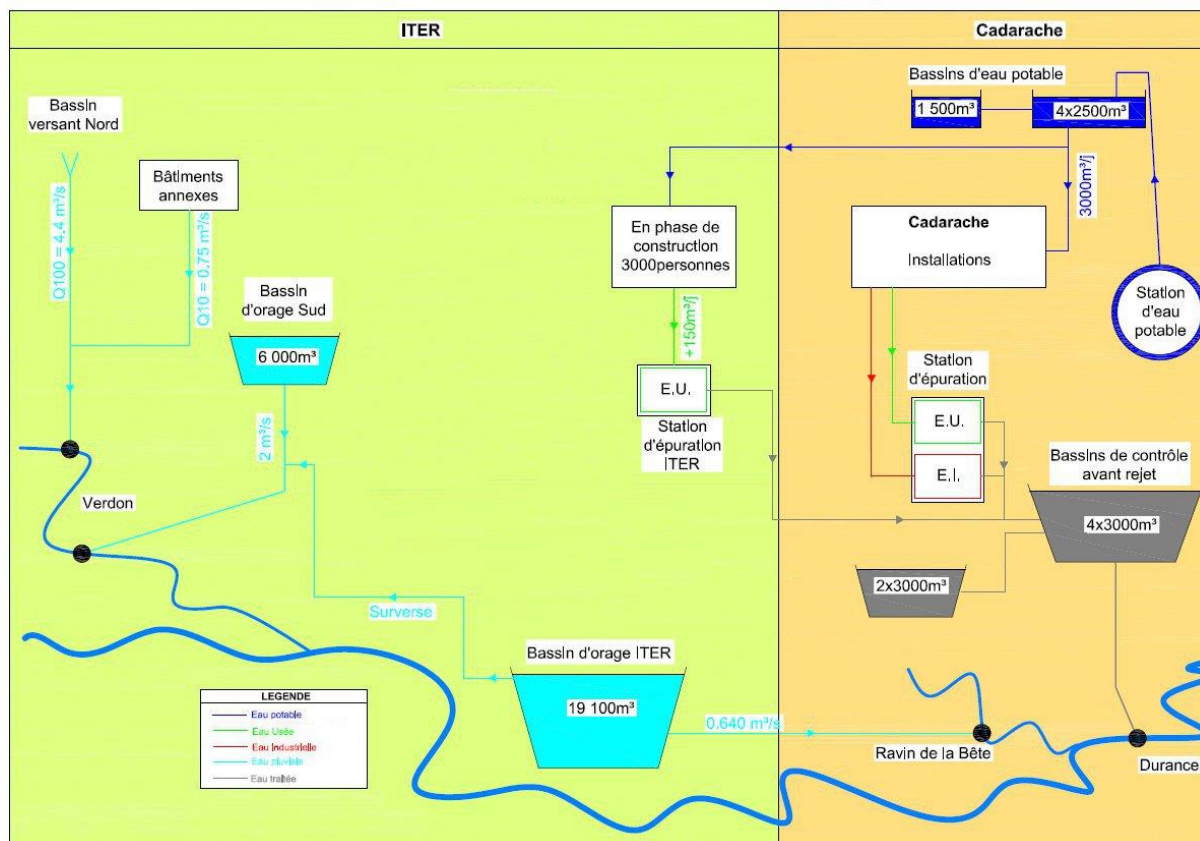 ITER
Cadarache
Bassin
versant Nord
Q100 = 4.4 m³/s
Bâtiments
annexes
Q10 = 0.75 m³/s
Bassin
d'orage Sud
6 000m³
2 m³/s
Verdon
En phase de
construction
3000personnes
+150m³/j
E.U.
Station
d'épuration
ITER
Surverse
Bassin d'orage ITER
19 100m³
0.640 m³/s
LEGENDE
Eau potable
Eau Usée
Eau Industrielle
Eau pluviale
Eau traitée
Bassins d'eau potable
1 500m³
4x2500m³
3000m³/j
Cadarache
Installations
Station
d'eau
potable
Station
d'épuration
E.U.
E.I.
Bassins de contrôle
avant rejet
4x3000m³
2x3000m³
Ravin de la Bête
Durance